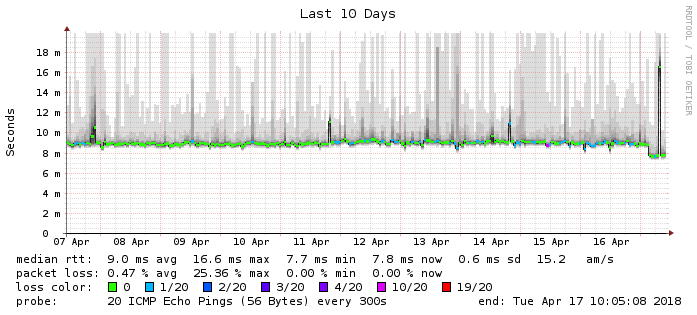 Last 10 Days
RRDTOOL / TOBI OETIKER
Seconds
18 m
16 m
14 m
12 m
10 m
8 m
6 m
4 m
2 m
0
07 Apr 08 Apr 09 Apr 10 Apr 11 Apr 12 Apr 13 Apr 14 Apr 15 Apr 16 Apr
median rtt: 9.0 ms avg 16.6 ms max 7.7 ms min 7.8 ms now 0.6 ms sd 15.2 am/s
packet loss: 0.47 % avg 25.36 % max 0.00 % min 0.00 % now
loss color: 0 1/20 2/20 3/20 4/20 10/20 19/20
probe: 20 ICMP Echo Pings (56 Bytes) every 300s end: Tue Apr 17 10:05:08 2018